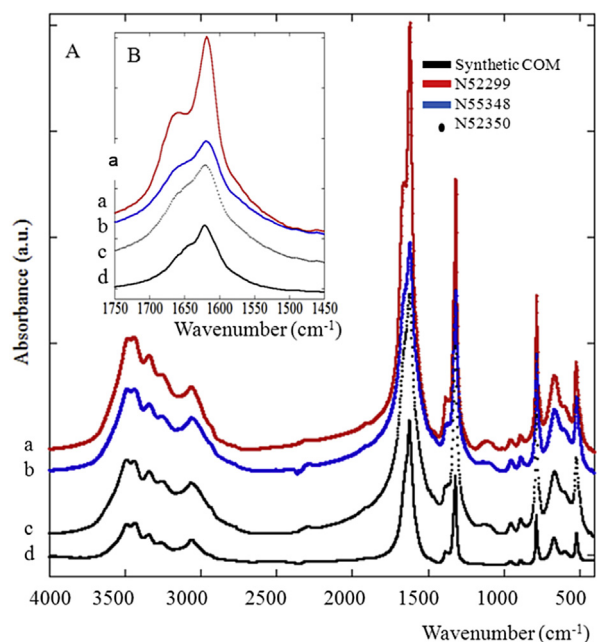 A
B
Synthetic COM
N52299
N55348
N52350
a
a
b
c
d
1750 1700 1650 1600 1550 1500 1450
Wavenumber (cm-1)
Absorbance (a.u.)
a
b
c
d
4000 3500 3000 2500 2000 1500 1000 500
Wavenumber (cm-1)